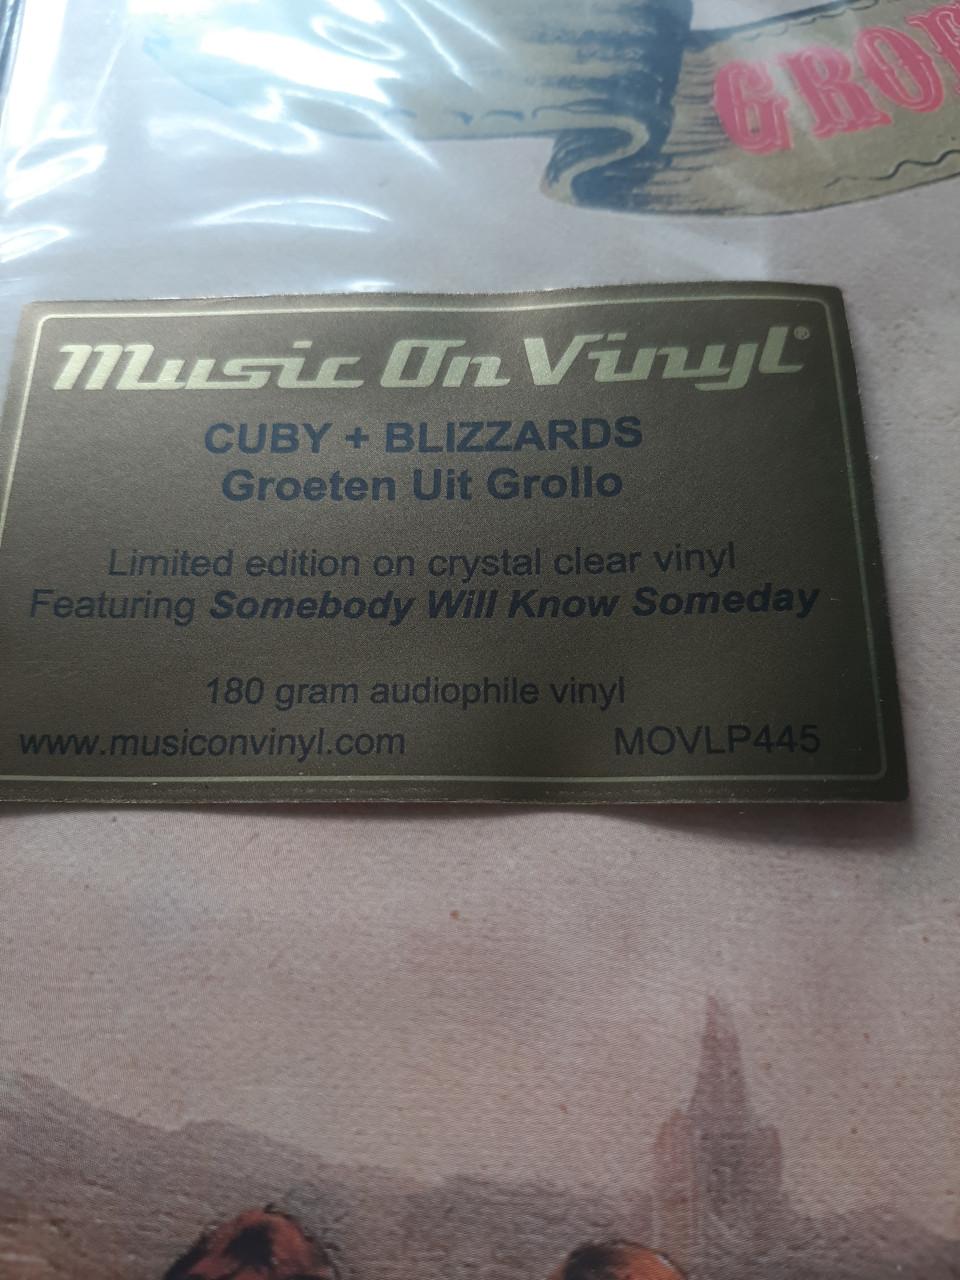 GRO
Music On Vinyl®
CUBY + BLIZZARDS
Groeten Uit Grollo
Limited edition on crystal clear vinyl
Featuring Somebody Will Know Someday
180 gram audiophile vinyl
www.musiconvinyl.com MOVLP445